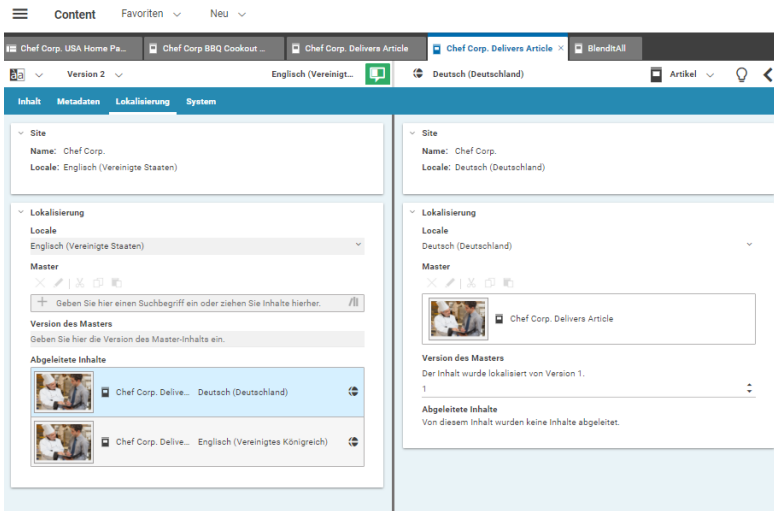 Content Favoriten Neu
Chef Corp. USA Home Pa... Chef Corp BBQ Cookout ... Chef Corp. Delivers Article Chef Corp. Delivers Article × BlendItAll
Version 2 Englisch (Vereinigt... Deutsch (Deutschland) Artikel
Inhalt Metadaten Lokalisierung System
Site
Name: Chef Corp.
Locale: Englisch (Vereinigte Staaten)
Lokalisierung
Locale
Englisch (Vereinigte Staaten)
Master
Geben Sie hier einen Suchbegriff ein oder ziehen Sie Inhalte hierher.
Version des Masters
Geben Sie hier die Version des Master-Inhalts ein.
Abgeleitete Inhalte
Chef Corp. Delive... Deutsch (Deutschland)
Chef Corp. Delive... Englisch (Vereinigtes Königreich)
Site
Name: Chef Corp.
Locale: Deutsch (Deutschland)
Lokalisierung
Locale
Deutsch (Deutschland)
Master
Chef Corp. Delivers Article
Version des Masters
Der Inhalt wurde lokalisiert von Version 1.
1
Abgeleitete Inhalte
Von diesem Inhalt wurden keine Inhalte abgeleitet.